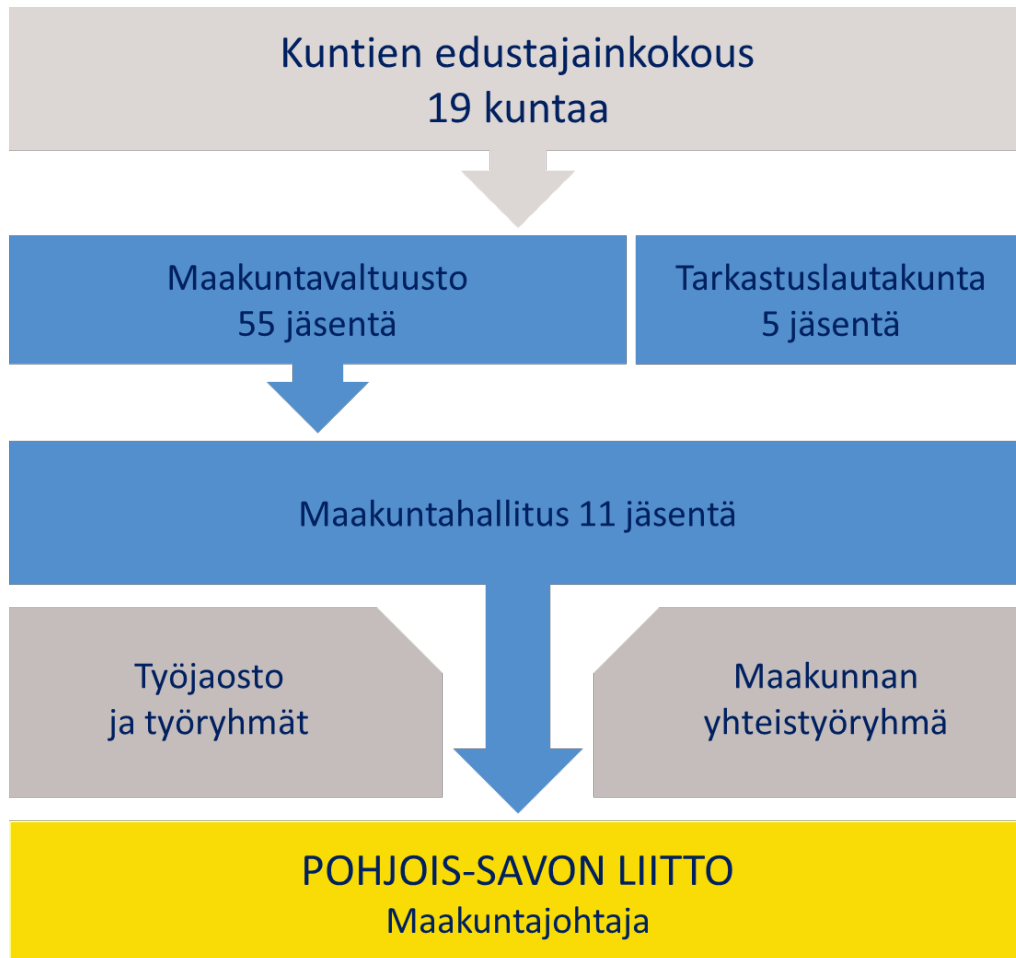 Kuntien edustajainkokous
19 kuntaa
Maakuntavaltuusto
55 jäsentä
Tarkastuslautakunta
5 jäsentä
Maakuntahallitus 11 jäsentä
Työjaosto
ja työryhmät
Maakunnan
yhteistyöryhmä
POHJOIS-SAVON LIITTO
Maakuntajohtaja